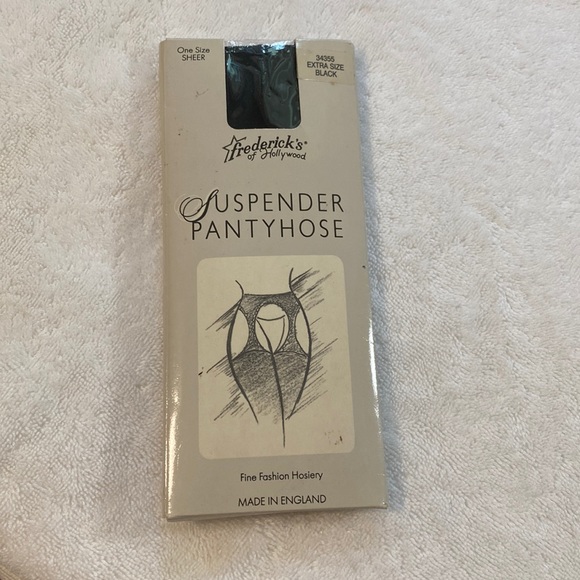 One Size
SHEER
34355
EXTRA SIZE
BLACK
frederick's®
of Hollywood
SUSPENDER
PANTYHOSE
Fine Fashion Hosiery
MADE IN ENGLAND